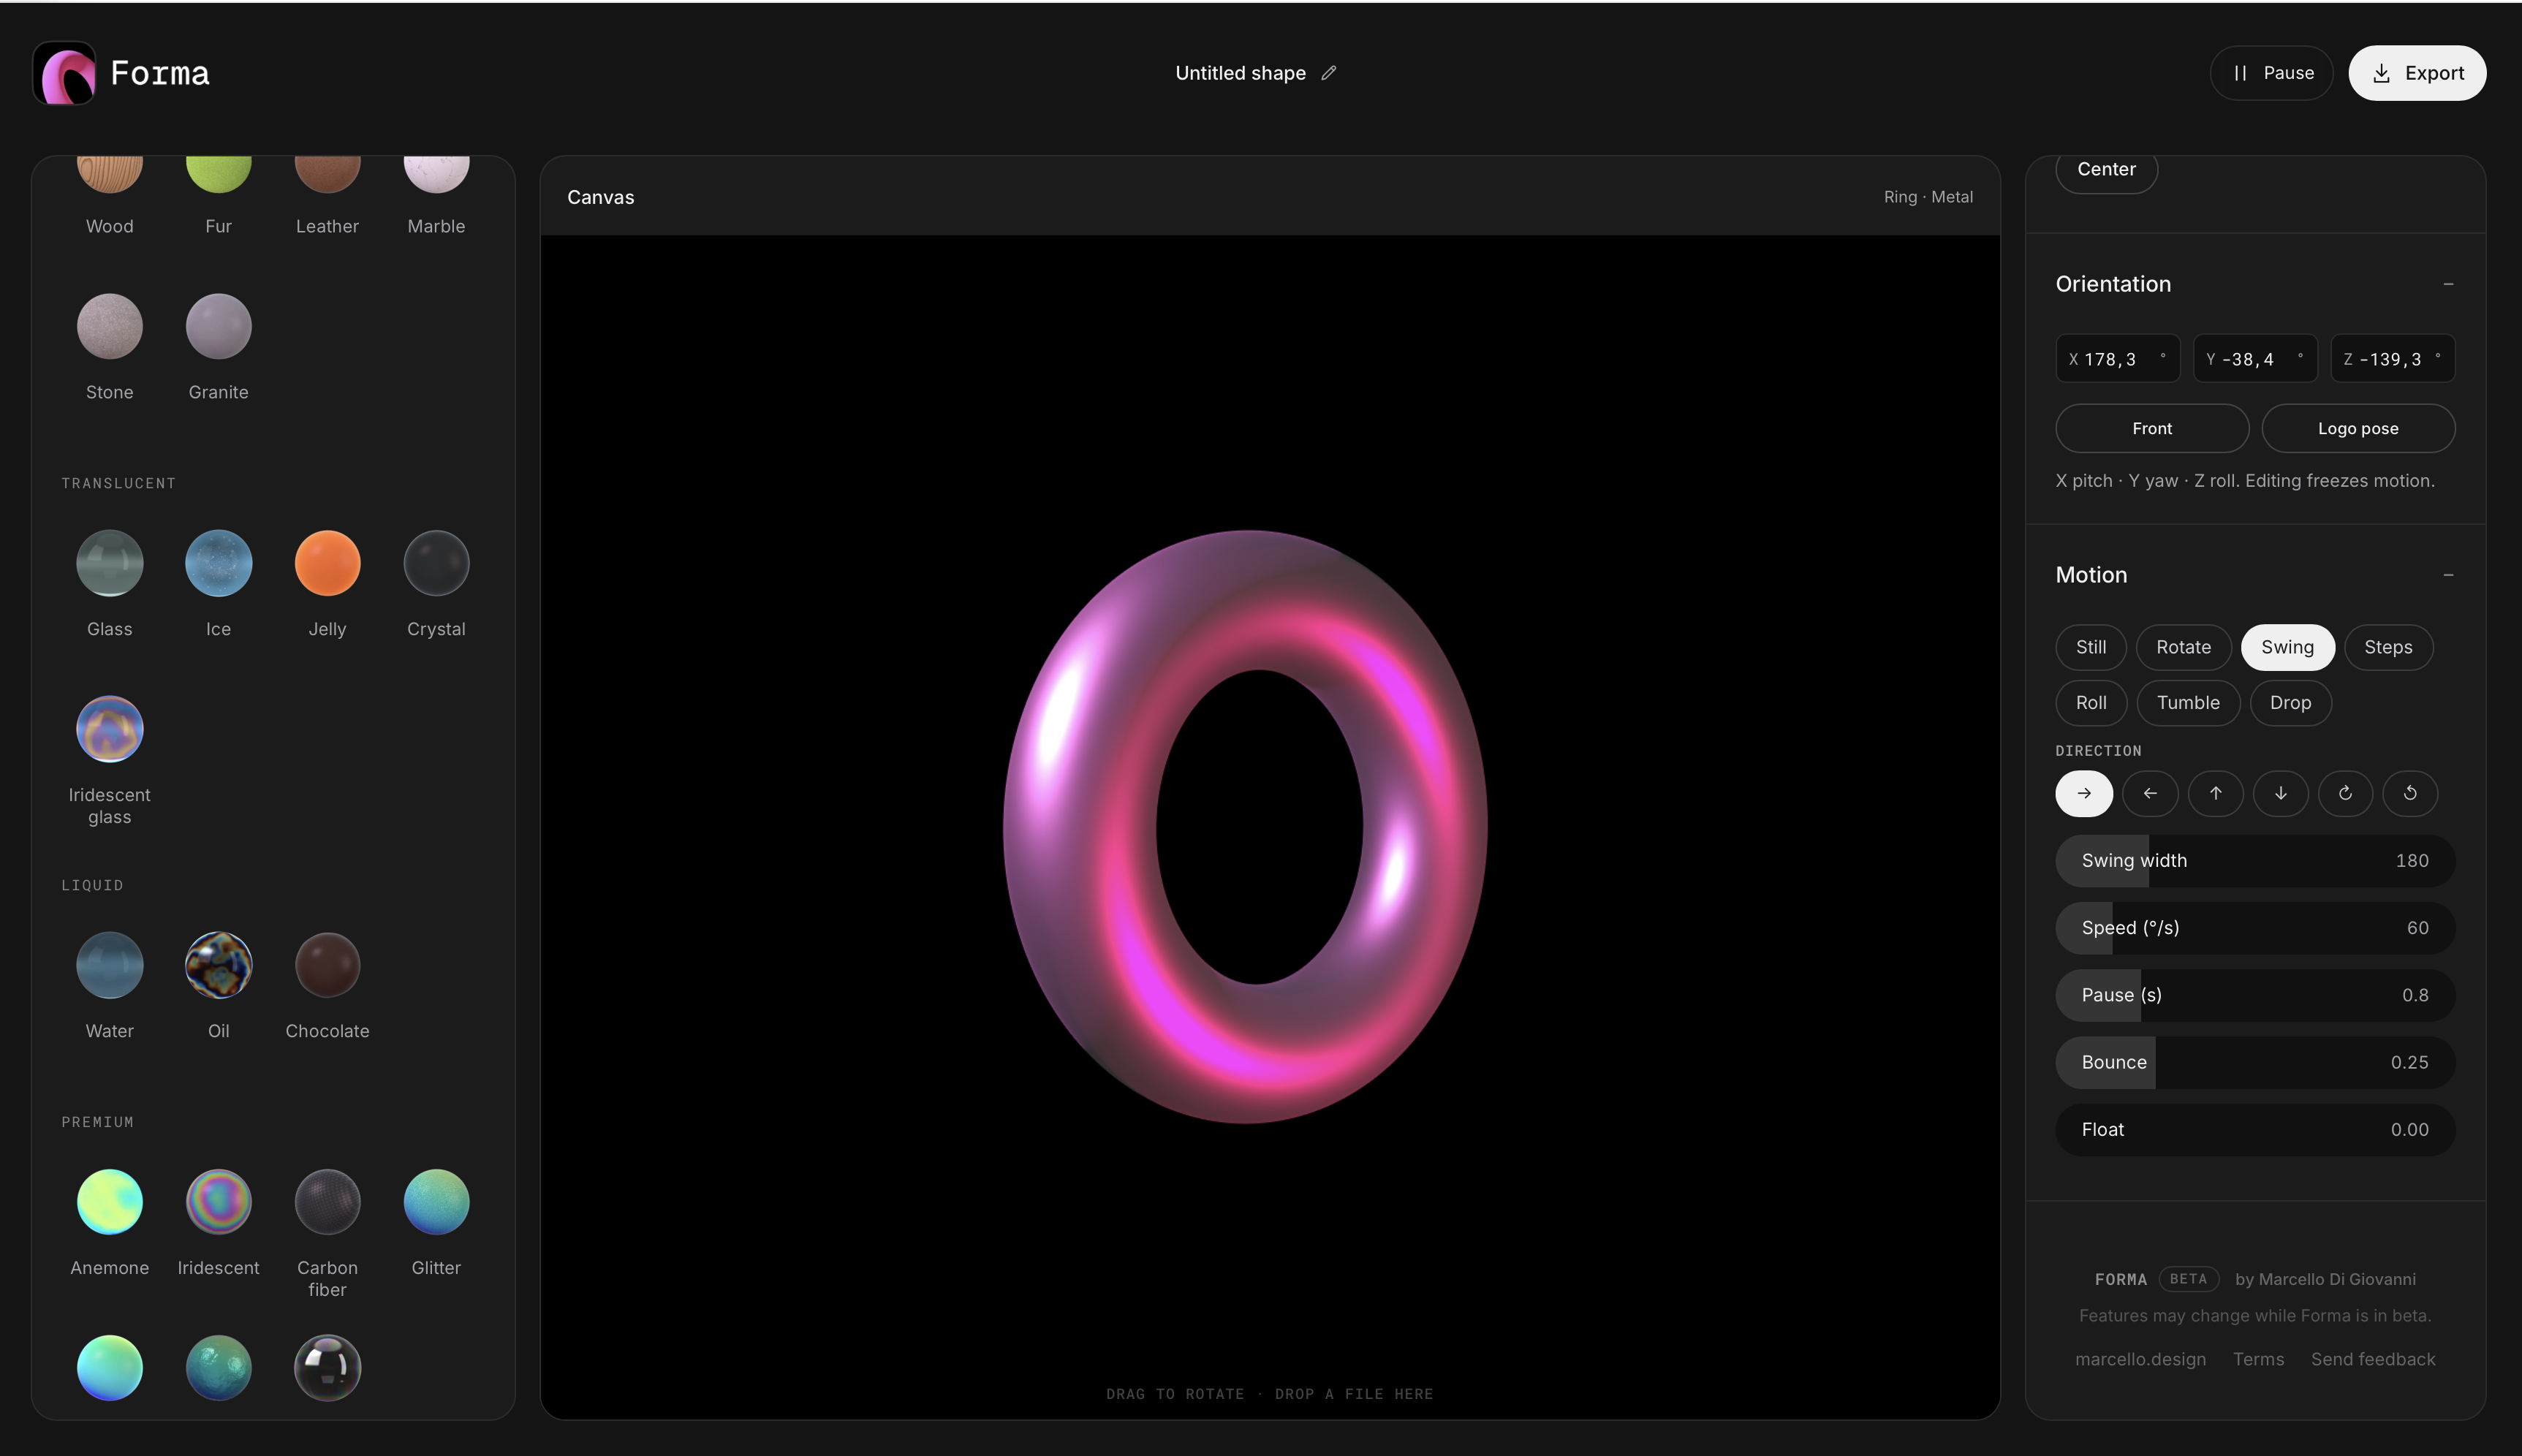 Forma
Untitled shape
Pause
Export
Wood
Fur
Leather
Marble
Stone
Granite
TRANSLUCENT
Glass
Ice
Jelly
Crystal
Iridescent
glass
LIQUID
Water
Oil
Chocolate
PREMIUM
Anemone
Iridescent
Carbon
fiber
Glitter
Canvas
Ring · Metal
DRAG TO ROTATE · DROP A FILE HERE
Center
Orientation
X 178,3 °
Y -38,4 °
Z -139,3 °
Front
Logo pose
X pitch · Y yaw · Z roll. Editing freezes motion.
Motion
Still
Rotate
Swing
Steps
Roll
Tumble
Drop
DIRECTION
→ ← ↑ ↓ ↻ ↺
Swing width 180
Speed (°/s) 60
Pause (s) 0.8
Bounce 0.25
Float 0.00
FORMA BETA by Marcello Di Giovanni
Features may change while Forma is in beta.
marcello.design Terms Send feedback